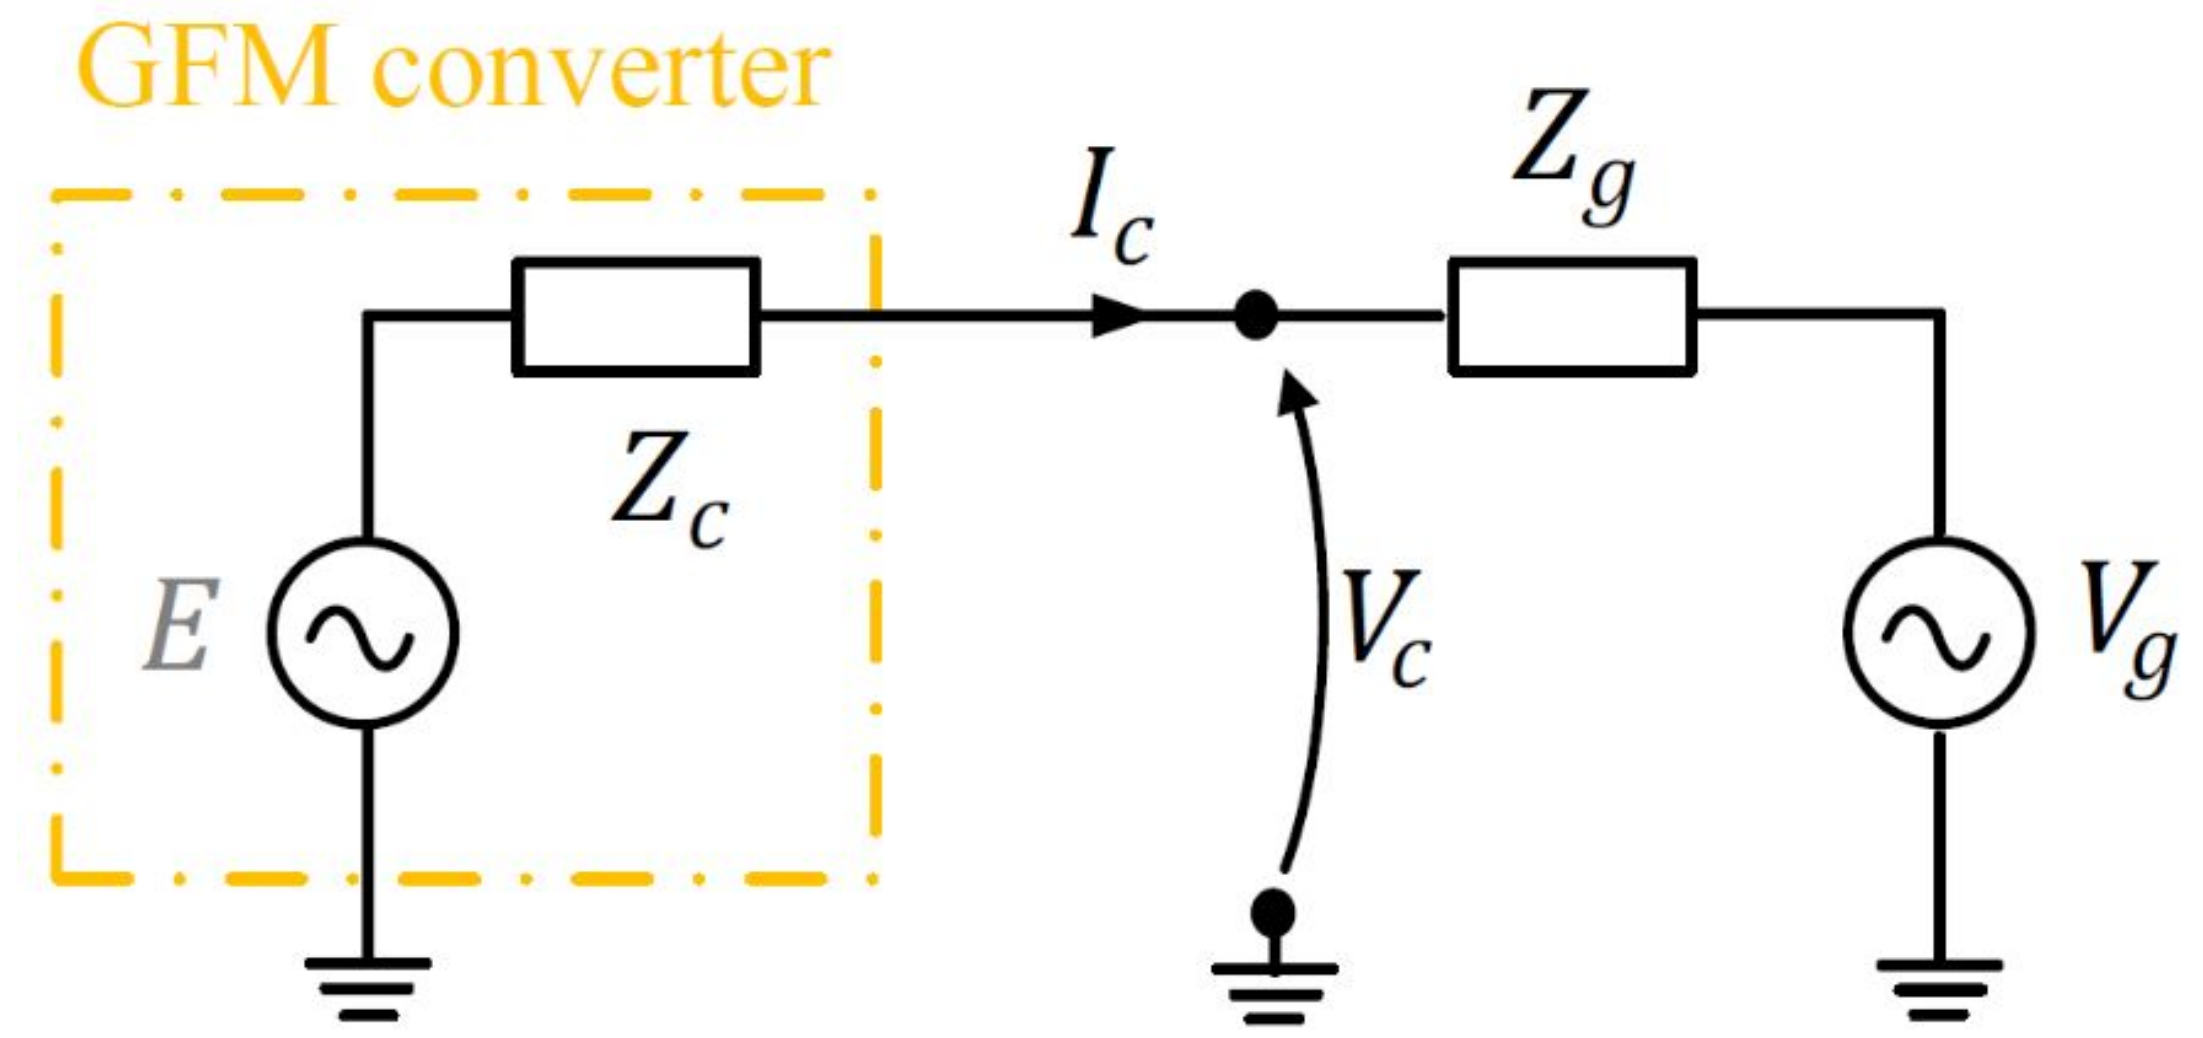 GFM converter
I_c
Z_g
Z_c
E
V_c
V_g